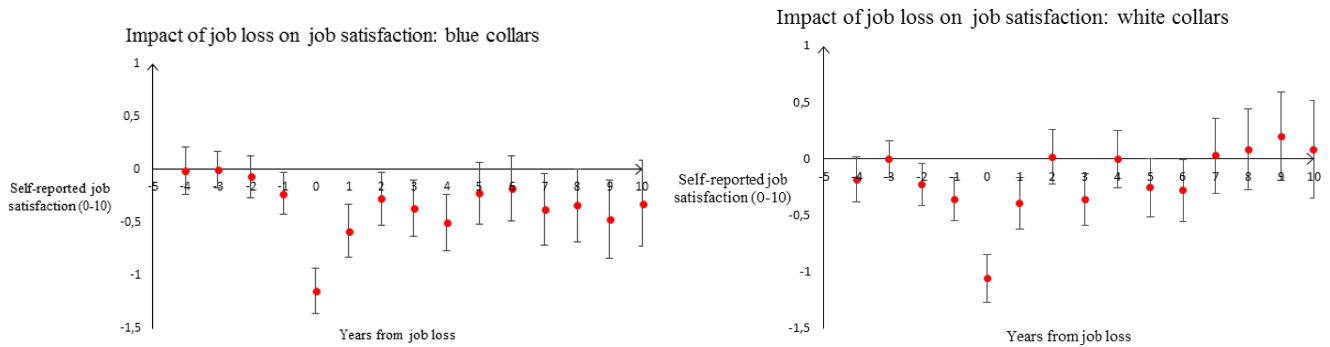 Impact of job loss on job satisfaction: blue collars
1
0,5
0
-5 -4 -3 -2 -1 0 1 2 3 4 5 6 7 8 9 10
Self-reported job
satisfaction (0-10)
-0,5
-1
-1,5
Years from job loss
Impact of job loss on job satisfaction: white collars
1
0,5
0
-5 -4 -3 -2 -1 0 1 2 3 4 5 6 7 8 9 10
Self-reported job
satisfaction (0-10)
-0,5
-1
-1,5
Years from job loss